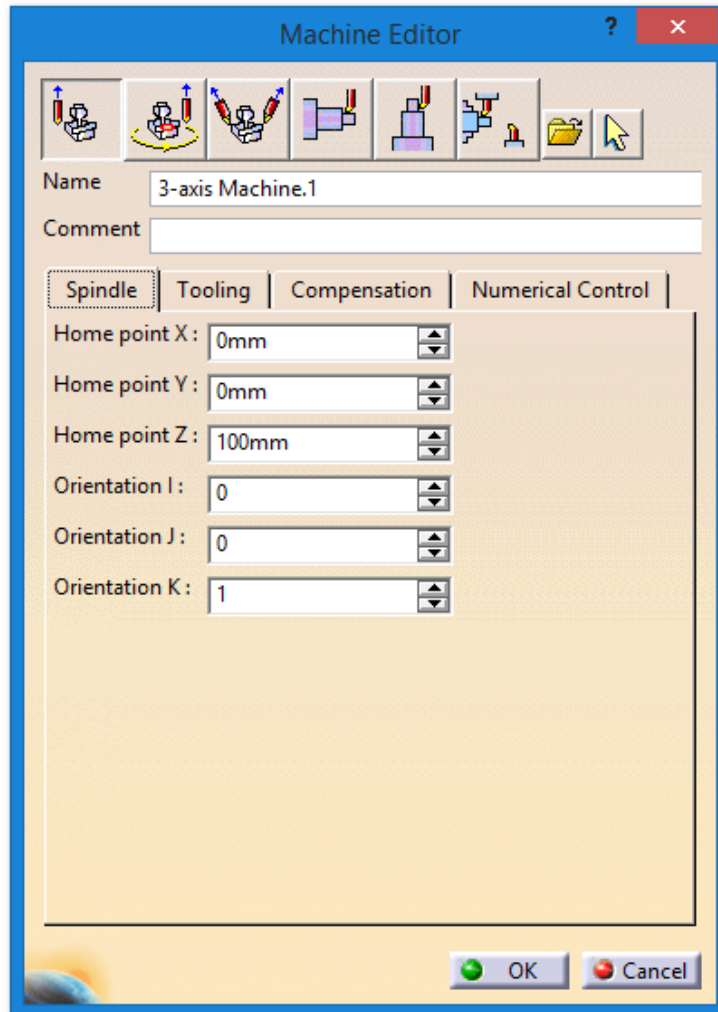 Machine Editor ?
Name 3-axis Machine.1
Comment
Spindle Tooling Compensation Numerical Control
Home point X : 0mm
Home point Y : 0mm
Home point Z : 100mm
Orientation I : 0
Orientation J : 0
Orientation K : 1
OK Cancel